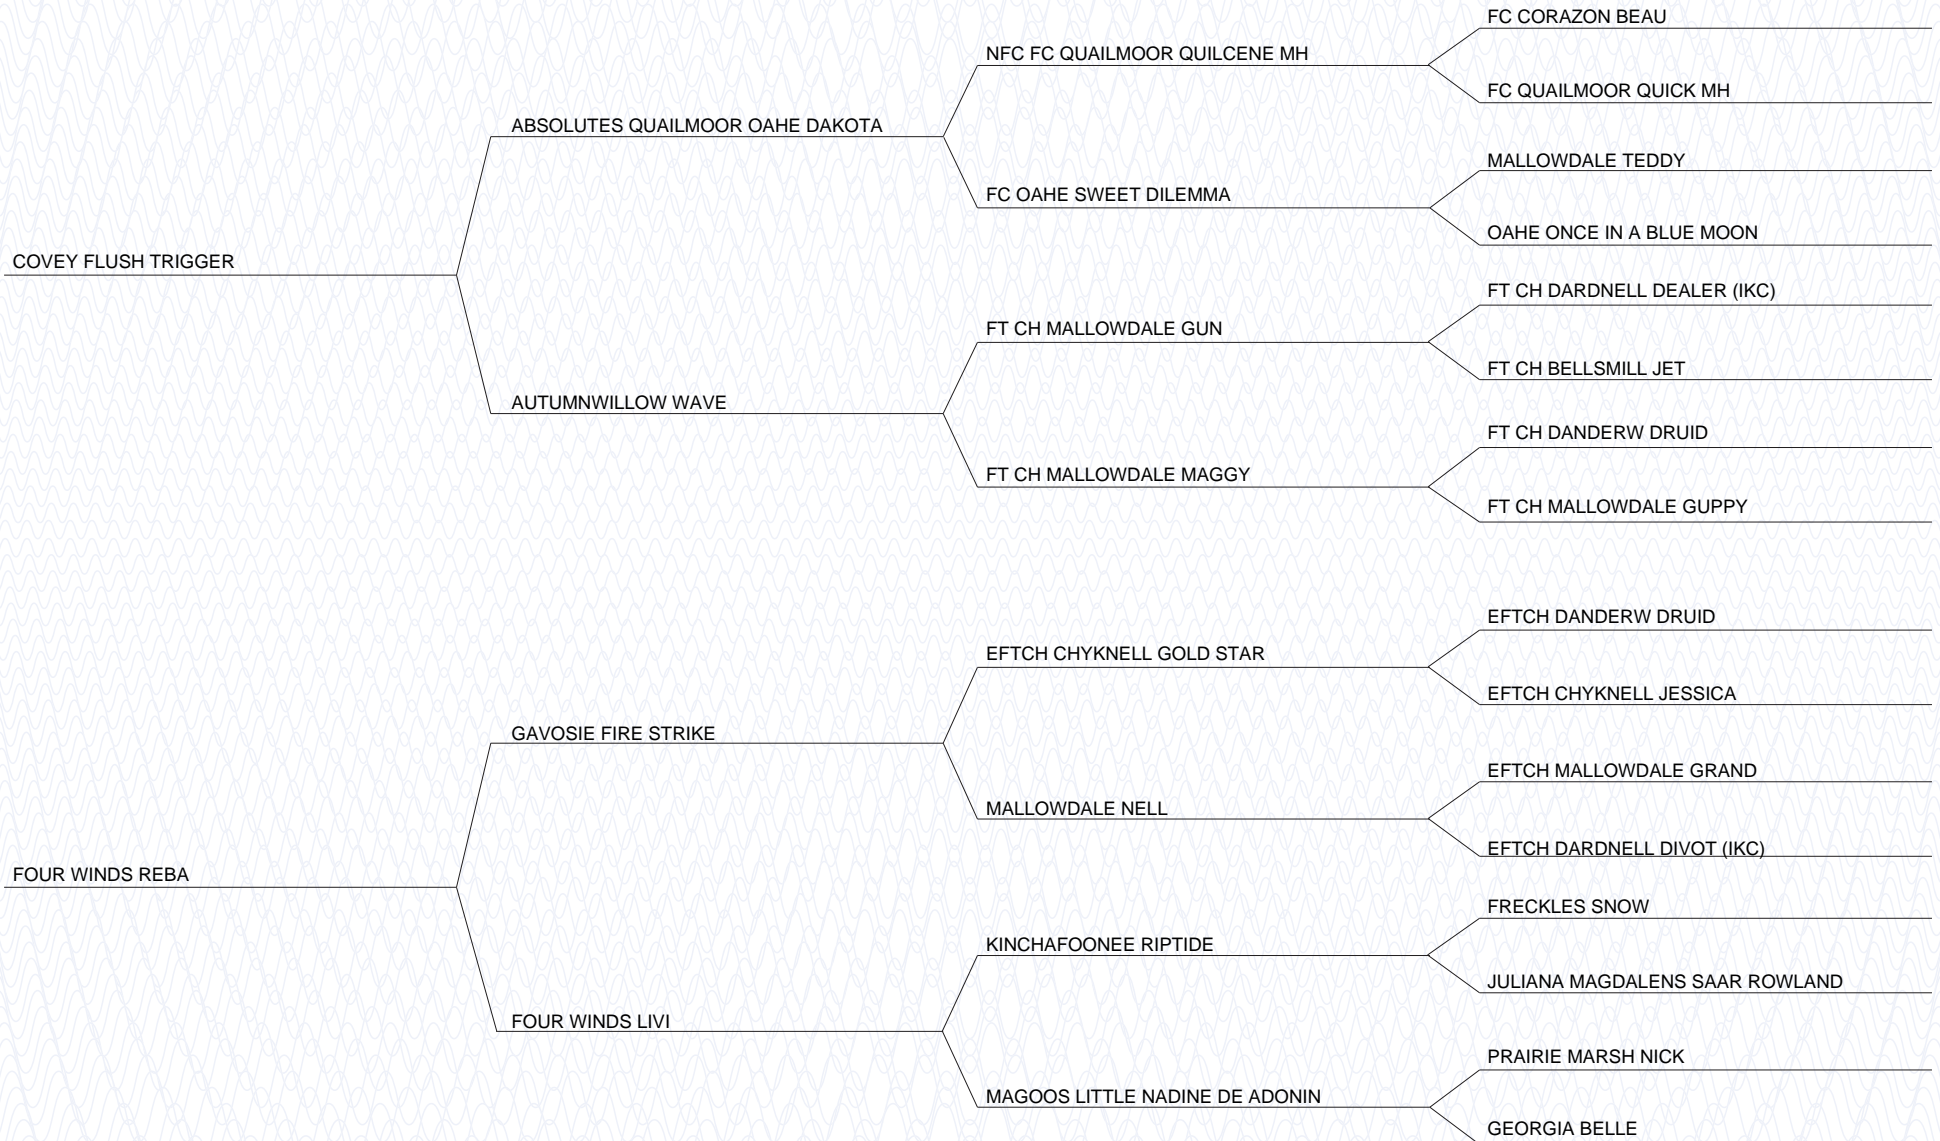 FC CORAZON BEAU
NFC FC QUAILMOOR QUILCENE MH
FC QUAILMOOR QUICK MH
ABSOLUTES QUAILMOOR OAHE DAKOTA
MALLOWDALE TEDDY
FC OAHE SWEET DILEMMA
OAHE ONCE IN A BLUE MOON
COVEY FLUSH TRIGGER
FT CH DARDNELL DEALER (IKC)
FT CH MALLOWDALE GUN
FT CH BELLSMILL JET
AUTUMNWILLOW WAVE
FT CH DANDERW DRUID
FT CH MALLOWDALE MAGGY
FT CH MALLOWDALE GUPPY
EFTCH DANDERW DRUID
EFTCH CHYKNELL GOLD STAR
EFTCH CHYKNELL JESSICA
GAVOSIE FIRE STRIKE
EFTCH MALLOWDALE GRAND
MALLOWDALE NELL
EFTCH DARDNELL DIVOT (IKC)
FOUR WINDS REBA
FRECKLES SNOW
KINCHAFOONEE RIPTIDE
JULIANA MAGDALENS SAAR ROWLAND
FOUR WINDS LIVI
PRAIRIE MARSH NICK
MAGOOS LITTLE NADINE DE ADONIN
GEORGIA BELLE